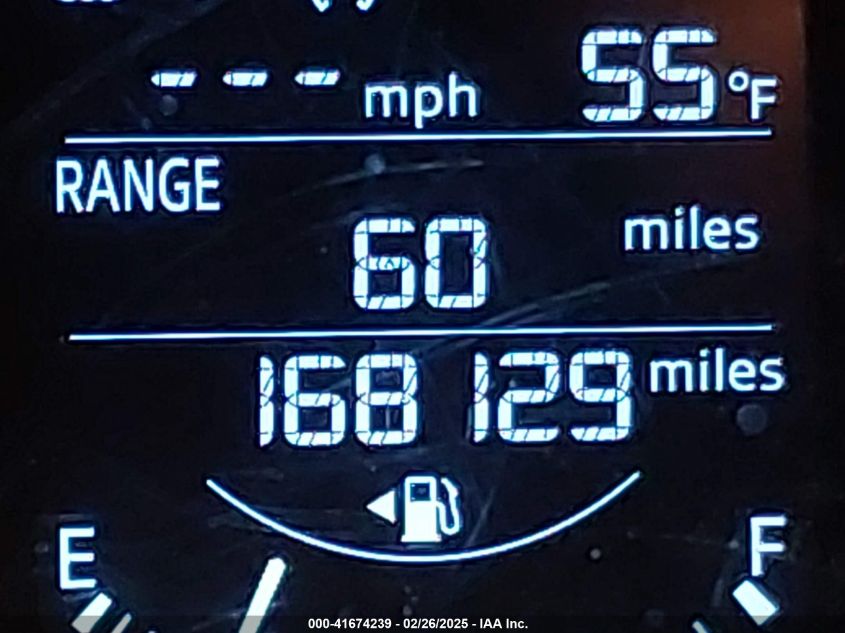 --- mph 55°F
RANGE
60 miles
168 129 miles
E F
000-41674239 - 02/26/2025 - IAA Inc.